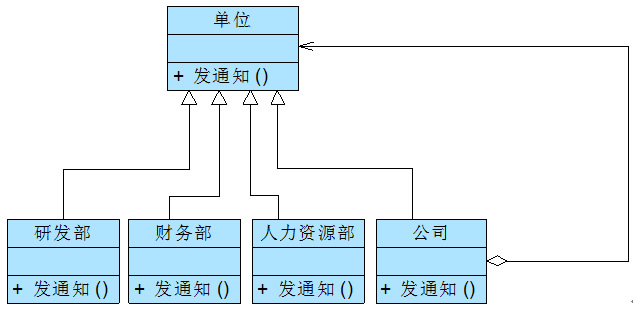 单位
+ 发通知()
研发部
财务部
人力资源部
公司
+ 发通知()
+ 发通知()
+ 发通知()
+ 发通知()